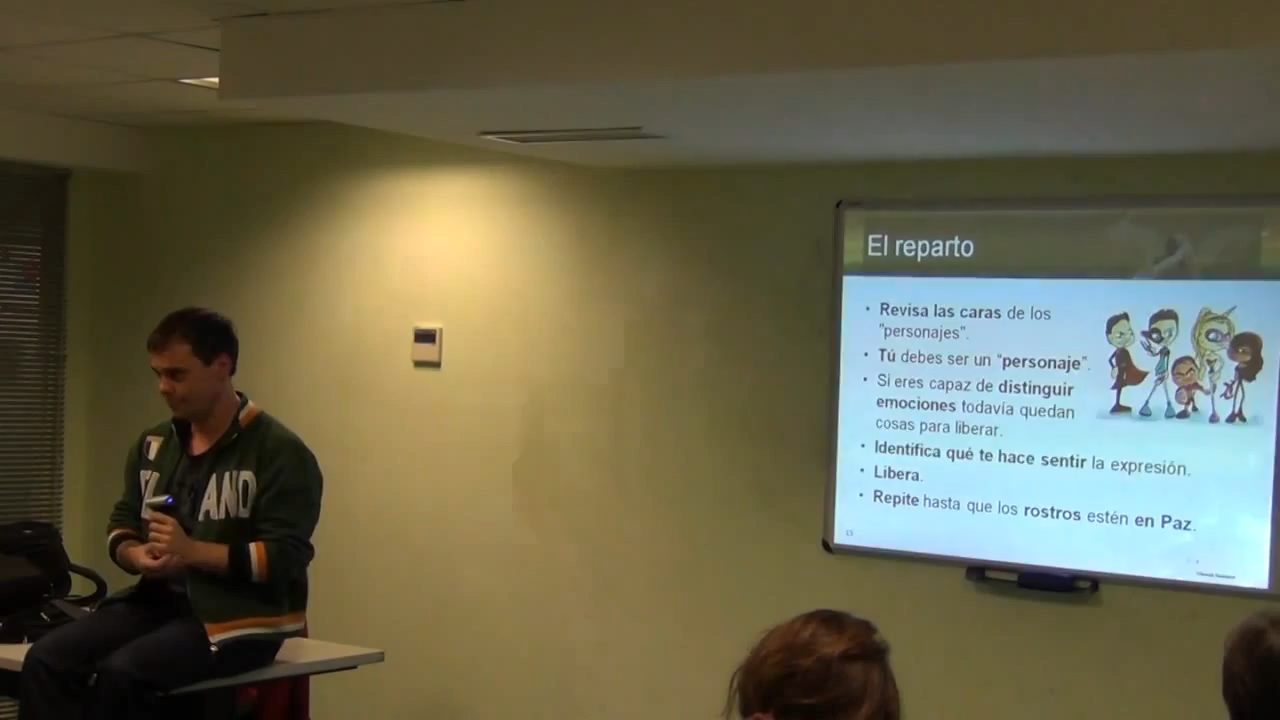 El reparto
• Revisa las caras de los
"personajes".
• Tú debes ser un "personaje".
• Si eres capaz de distinguir
emociones todavía quedan
cosas para liberar.
• Identifica qué te hace sentir la expresión.
• Libera.
• Repite hasta que los rostros estén en Paz.
15
AND